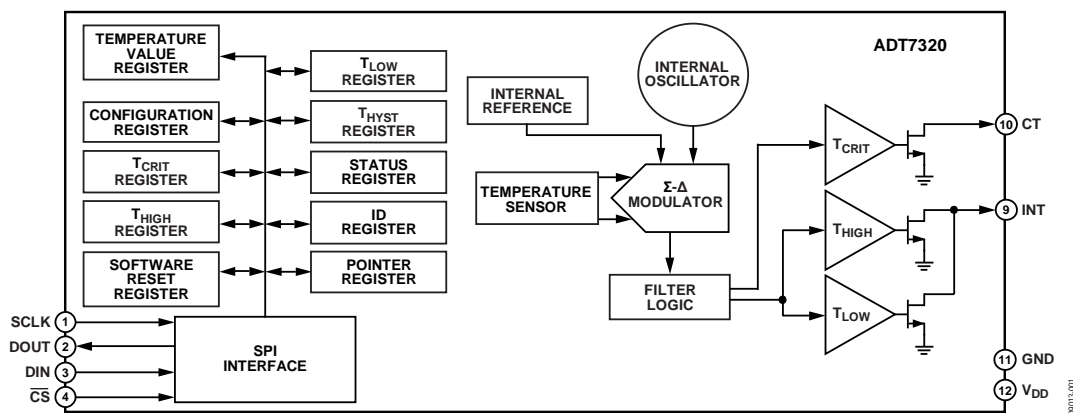 ADT7320
TEMPERATURE
VALUE
REGISTER
CONFIGURATION
REGISTER
TCRIT
REGISTER
THIGH
REGISTER
SOFTWARE
RESET
REGISTER
TLOW
REGISTER
THYST
REGISTER
STATUS
REGISTER
ID
REGISTER
POINTER
REGISTER
SPI
INTERFACE
SCLK 1
DOUT 2
DIN 3
CS 4
INTERNAL
REFERENCE
INTERNAL
OSCILLATOR
TEMPERATURE
SENSOR
Σ-Δ
MODULATOR
FILTER
LOGIC
TCRIT
THIGH
TLOW
10 CT
9 INT
11 GND
12 VDD
09012-001